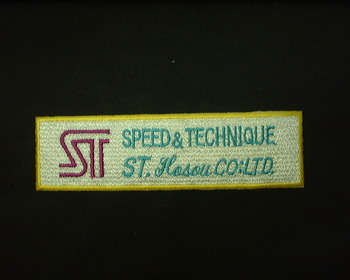 ST
SPEED & TECHNIQUE
ST. Hosou CO:LTD.